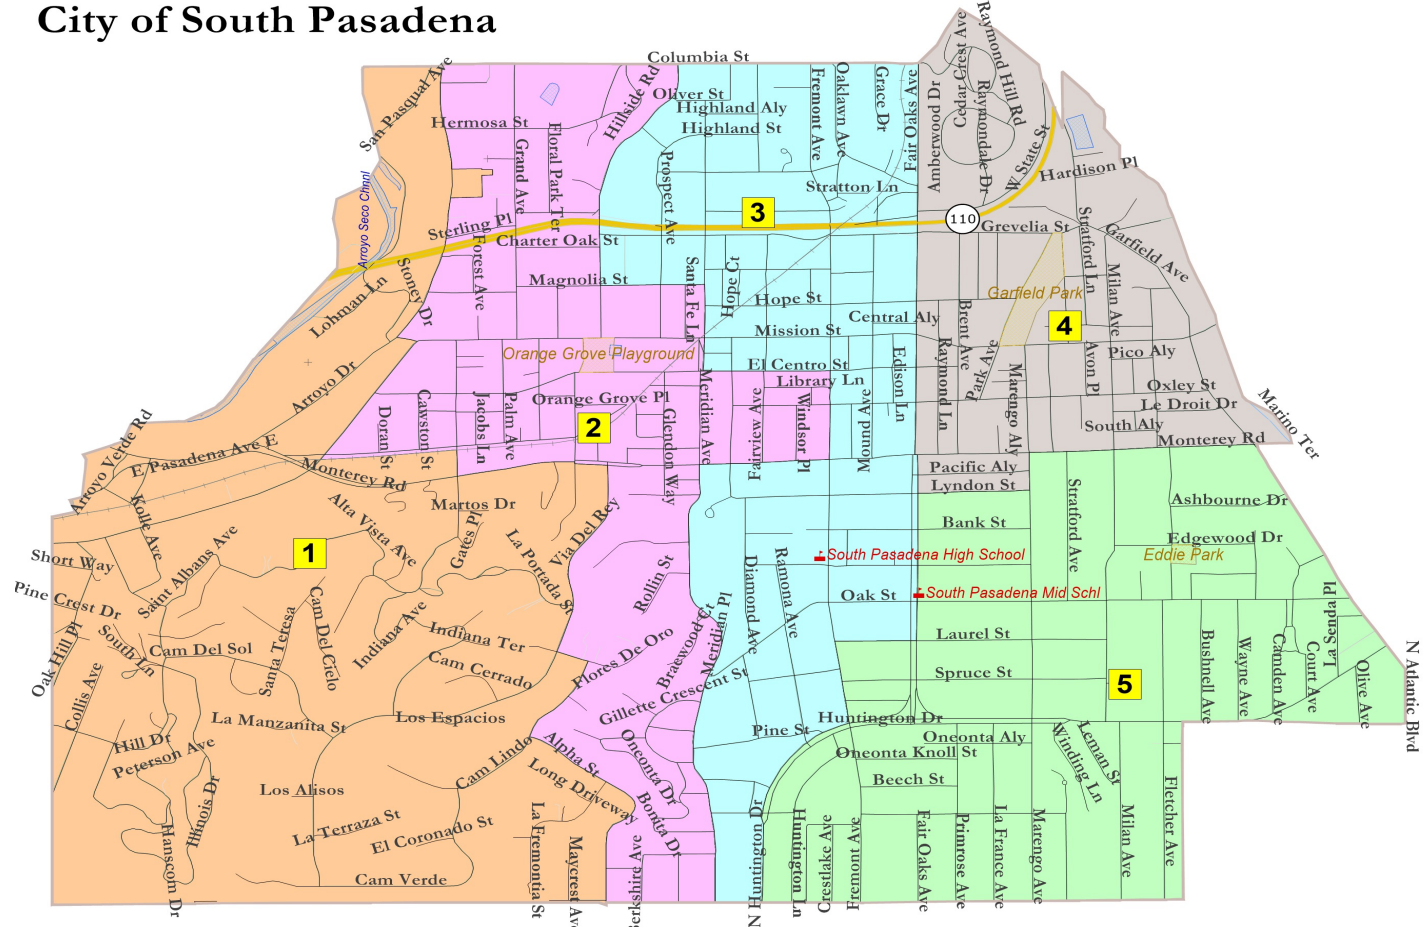 City of South Pasadena
Columbia St
San Pasqual Ave
Hillside Rd
Oliver St
Highland Aly
Highland St
Fremont Ave
Oaklawn Ave
Grace Dr
Fair Oaks Ave
Amberwood Dr
Cedar Crest Ave
Raymond Hill Rd
Raymondale Dr
W State St
Hardison Pl
Hermosa St
Grand Ave
Floral Park Ter
Prospect Ave
Stratton Ln
3
110
Arroyo Seco Chnnl
Sterling Pl
Charter Oak St
Grevelia St
Stratford Ln
Garfield Ave
Forest Ave
Stoney Dr
Lohman Ln
Magnolia St
Santa Fe Ln
Hope Ct
Hope St
Central Aly
Mission St
Garfield Park
Milan Ave
4
Brent Ave
Raymond Ln
Park Ave
Marengo Aly
Avon Pl
Pico Aly
Orange Grove Playground
El Centro St
Library Ln
Edison Ln
Oxley St
Le Droit Dr
South Aly
Monterey Rd
Marino Ter
Arroyo Dr
Orange Grove Pl
Meridian Ave
Fairview Ave
Windsor Pl
Mound Ave
Doran St
Cawston St
Jacobs Ln
Palm Ave
2
Glendon Way
Arroyo Verde Rd
E Pasadena Ave E
Monterey Rd
Pacific Aly
Lyndon St
Kolle Ave
Alta Vista Ave
Martos Dr
Gates Pl
La Portada St
Via Del Rey
Bank St
Stratford Ave
Ashbourne Dr
Edgewood Dr
Eddie Park
1
Short Way
Saint Albans Ave
South Pasadena High School
South Pasadena Mid Schl
Oak St
Pine Crest Dr
Rollin St
Diamond Ave
Ramona Ave
Laurel St
La Senda Pl
Oak Hill Pl
South Ln
Cam Del Sol
Santa Teresa
Cam Del Cielo
Indiana Ave
Indiana Ter
Cam Cerrado
Flores De Oro
Braewood Ct
Meridian Pl
Spruce St
5
Bushnell Ave
Wayne Ave
Camden Ave
Court Ave
Olive Ave
N Atlantic Blvd
Collis Ave
La Manzanita St
Los Espacios
Gillette Crescent St
Huntington Dr
Pine St
Oneonta Aly
Oneonta Knoll St
Beech St
Winding Ln
Leman St
Hill Dr
Peterson Ave
Cam Lindo
Alpha St
Long Driveway
Oneonta Dr
Bonita Dr
Los Alisos
Illinois Dr
Hanscom Dr
La Terraza St
El Coronado St
Cam Verde
La Fremontia St
Maycrest Av
erkshire Ave
Huntington Dr
N H
Huntington Ln
Crestlake Ave
Fremont Ave
Fair Oaks Ave
Primrose Ave
La France Ave
Marengo Ave
Milan Ave
Fletcher Ave